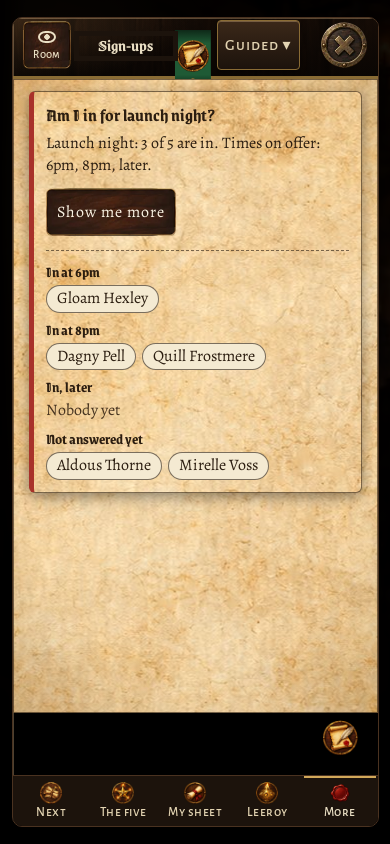 Room
Sign-ups
Guided ▾
Am I in for launch night?
Launch night: 3 of 5 are in. Times on offer:
6pm, 8pm, later.
Show me more
In at 6pm
Gloam Hexley
In at 8pm
Dagny Pell
Quill Frostmere
In, later
Nobody yet
Not answered yet
Aldous Thorne
Mirelle Voss
Next
The Five
My Sheet
Leeroy
More